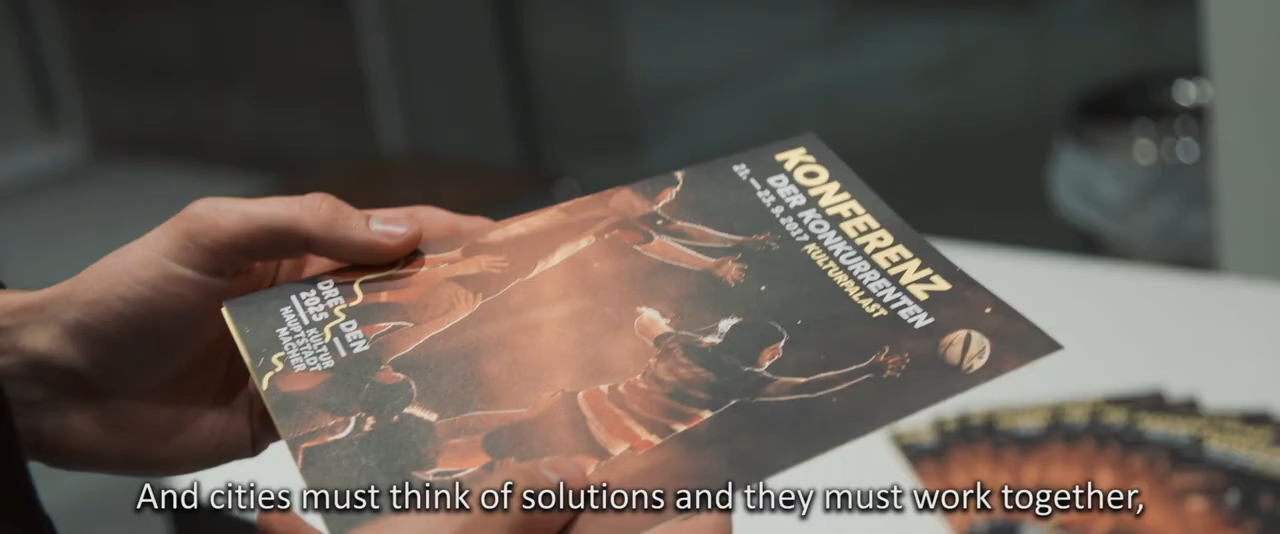 KONFERENZ
DER KONKURRENTEN
21. — 23. 9. 2017 KULTURPALAST
DRES DEN
2025
KULTUR
HAUPTSTADT
MACHER
And cities must think of solutions and they must work together,